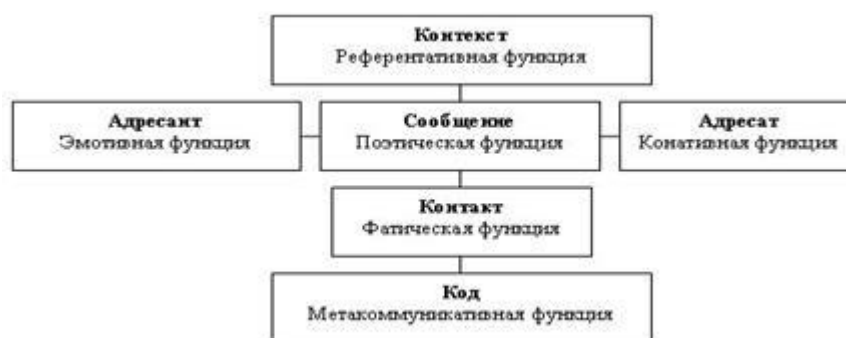 Контекст
Референтативная функция
Адресант
Эмотивная функция
Сообщение
Поэтическая функция
Адресат
Конативная функция
Контакт
Фатическая функция
Код
Метакоммуникативная функция